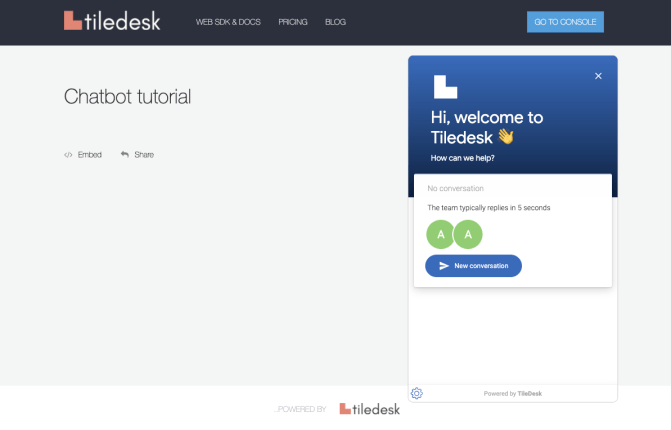 tiledesk
WEB SDK & DOCS PRICING BLOG
GO TO CONSOLE
Chatbot tutorial
</> Embed Share
Hi, welcome to
Tiledesk 👋
How can we help?
No conversation
The team typically replies in 5 seconds
A A
New conversation
Powered by TileDesk
..POWERED BY tiledesk